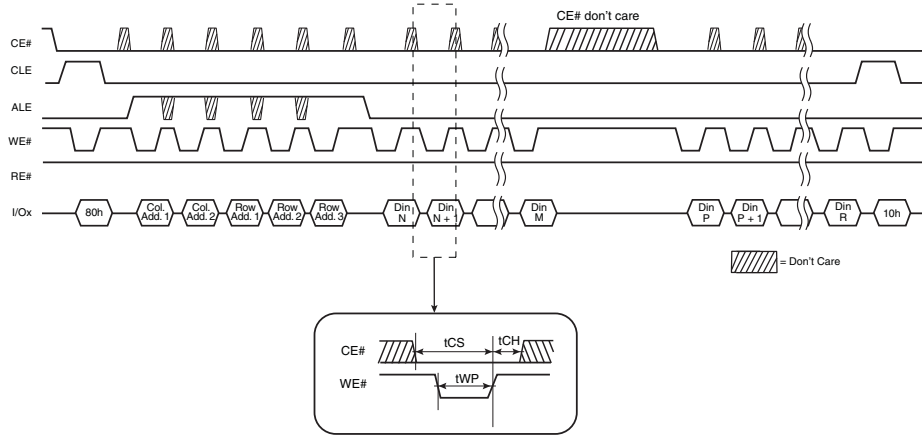 CE# don't care
CE#
CLE
ALE
WE#
RE#
I/Ox
80h
Col. Add. 1
Col. Add. 2
Row Add. 1
Row Add. 2
Row Add. 3
Din N
Din N + 1
Din M
Din P
Din P + 1
Din R
10h
= Don't Care
CE#
tCS
tCH
WE#
tWP